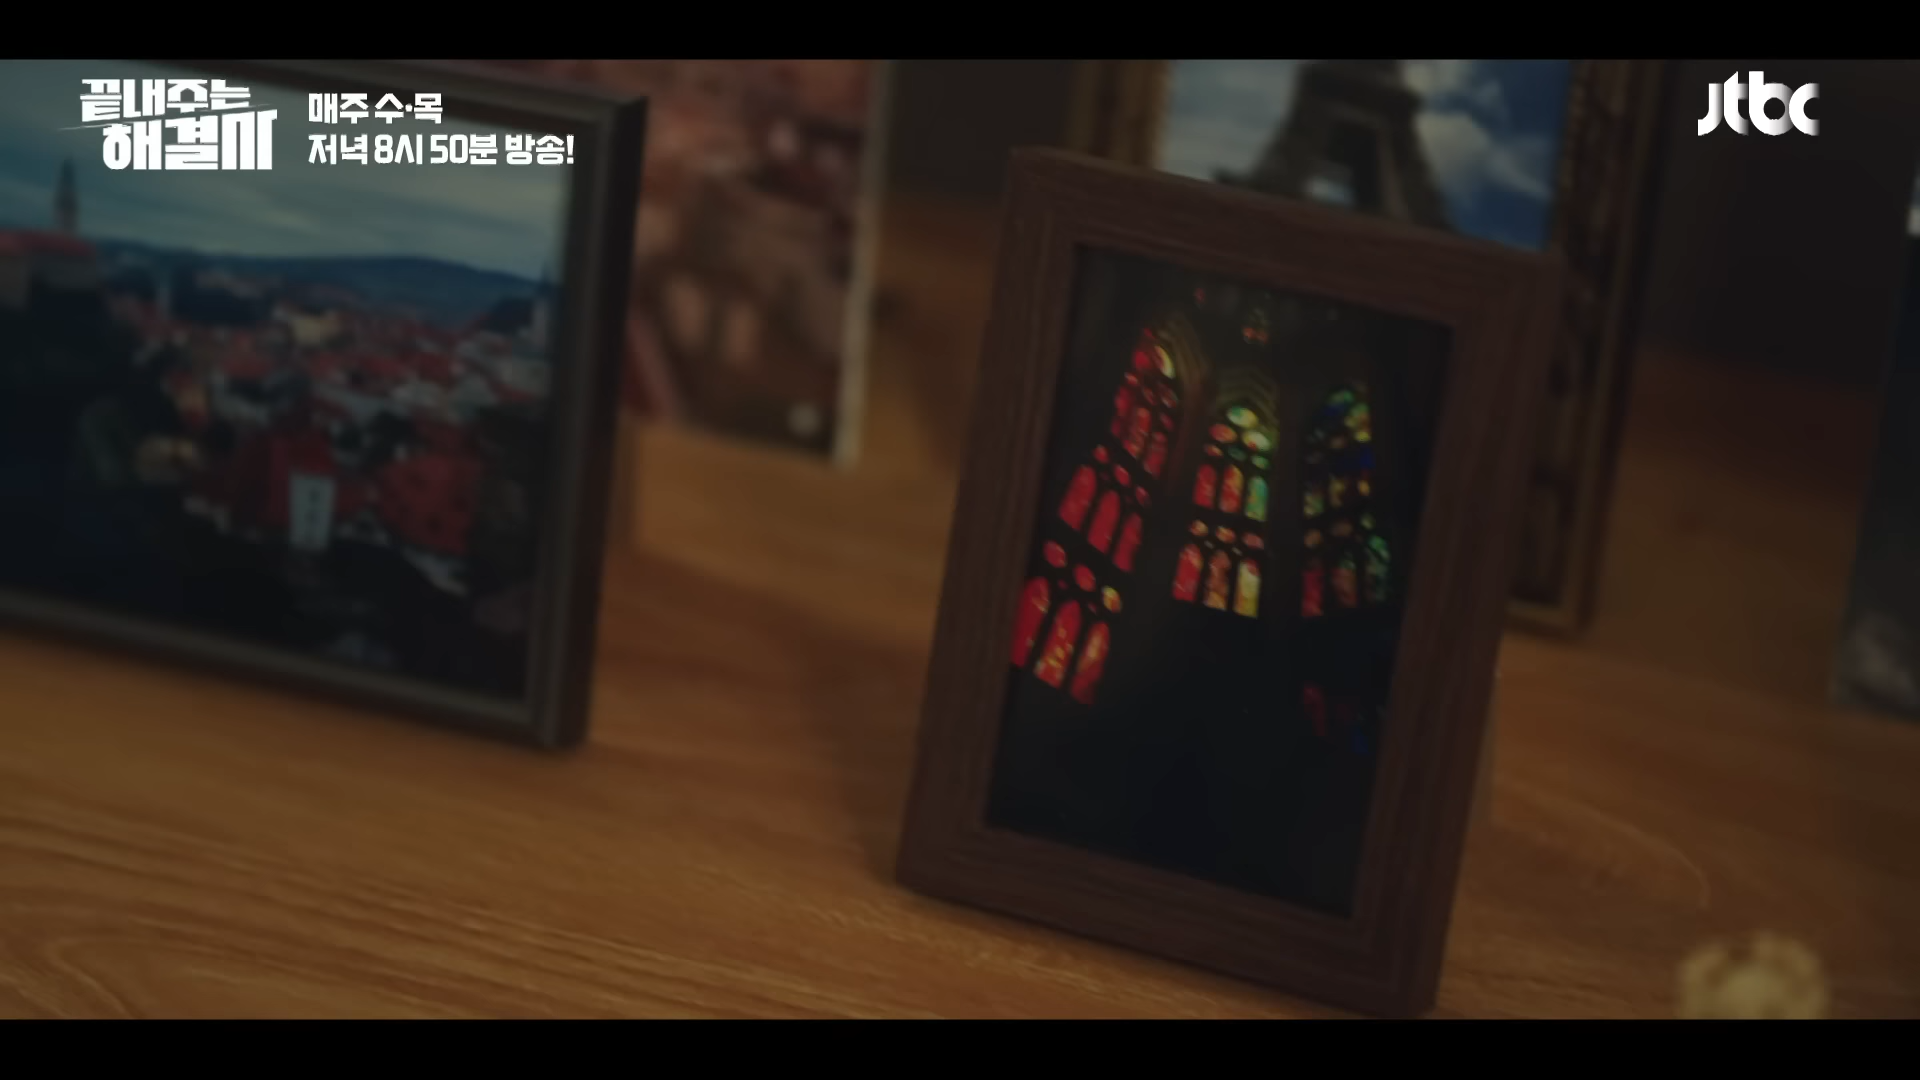 끝내주는
해결사
매주 수·목
저녁 8시 50분 방송!
jtbc